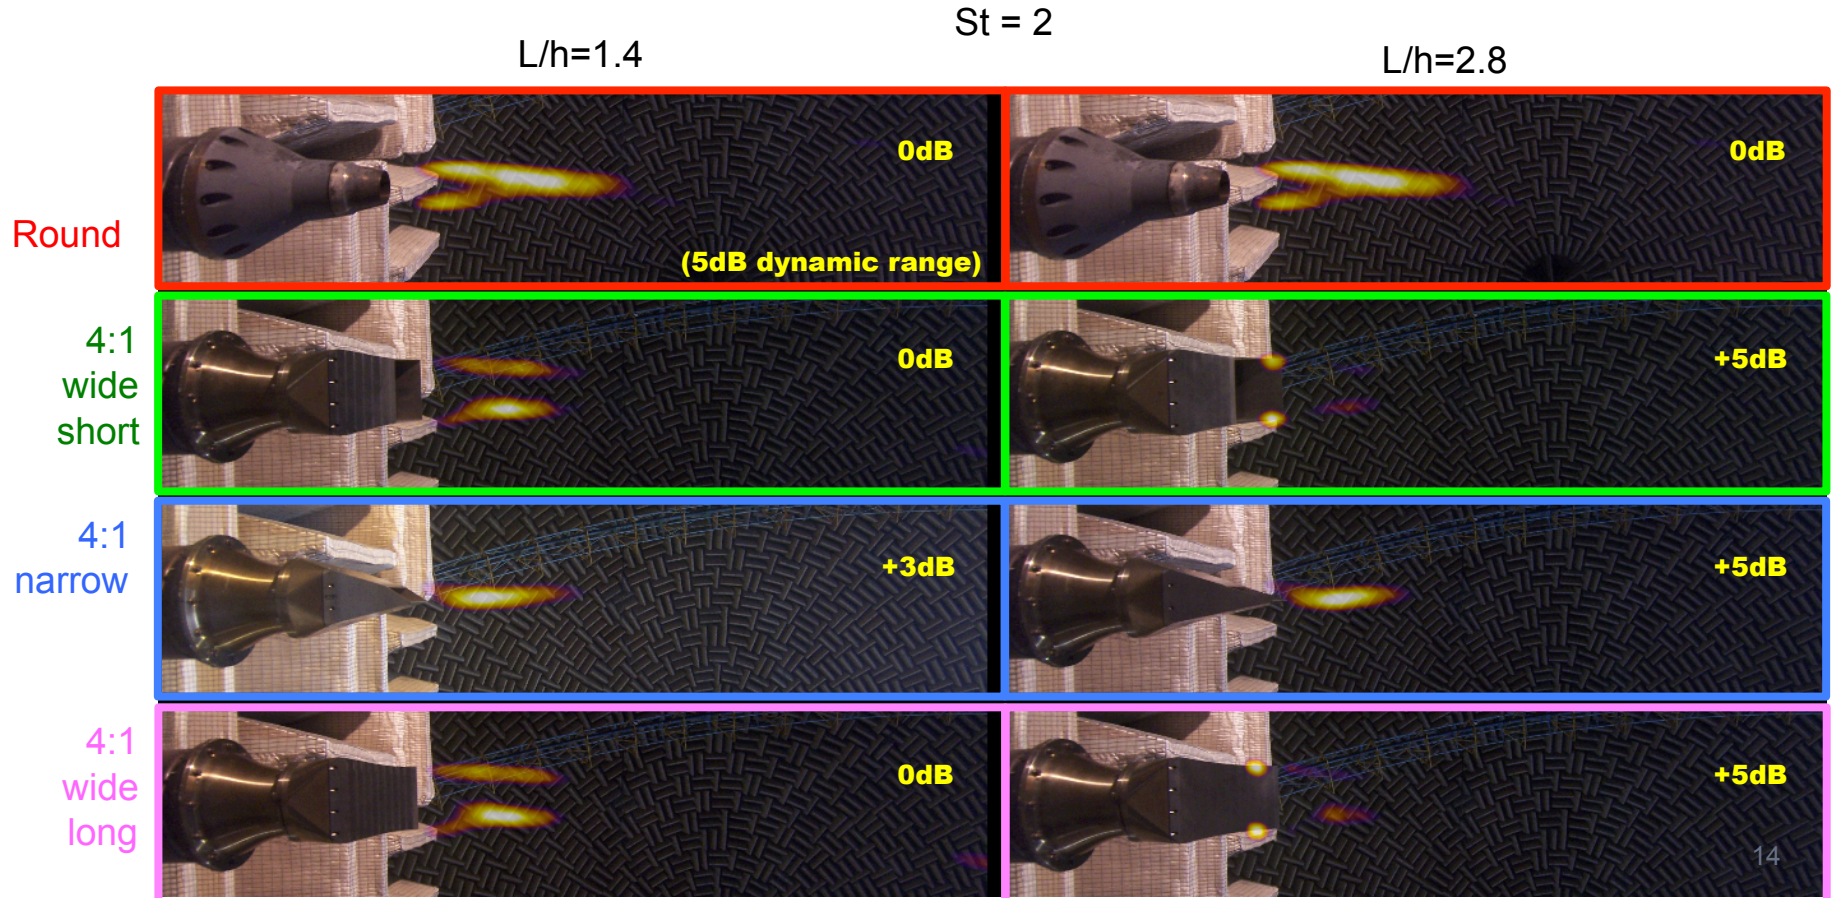 St = 2
L/h=1.4
L/h=2.8
Round
0dB
(5dB dynamic range)
0dB
4:1
wide
short
0dB
+5dB
4:1
narrow
+3dB
+5dB
4:1
wide
long
0dB
+5dB
14